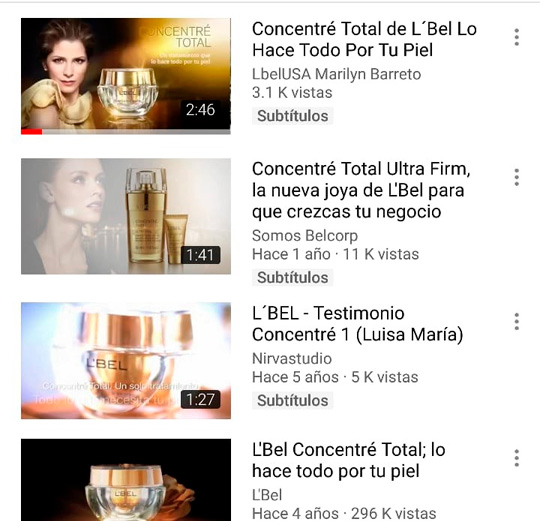 CONCENTRÉ
TOTAL
lo hace todo por tu piel
2:46
Concentré Total de L´Bel Lo
Hace Todo Por Tu Piel
LbelUSA Marilyn Barreto
3.1 K vistas
Subtítulos
1:41
Concentré Total Ultra Firm,
la nueva joya de L'Bel para
que crezcas tu negocio
Somos Belcorp
Hace 1 año · 11 K vistas
Subtítulos
L'BEL
Concentré Total: Un solo tratamiento
1:27
L´BEL - Testimonio
Concentré 1 (Luisa María)
Nirvastudio
Hace 5 años · 5 K vistas
Subtítulos
L'BEL
L'Bel Concentré Total; lo
hace todo por tu piel
L'Bel
Hace 4 años · 296 K vistas